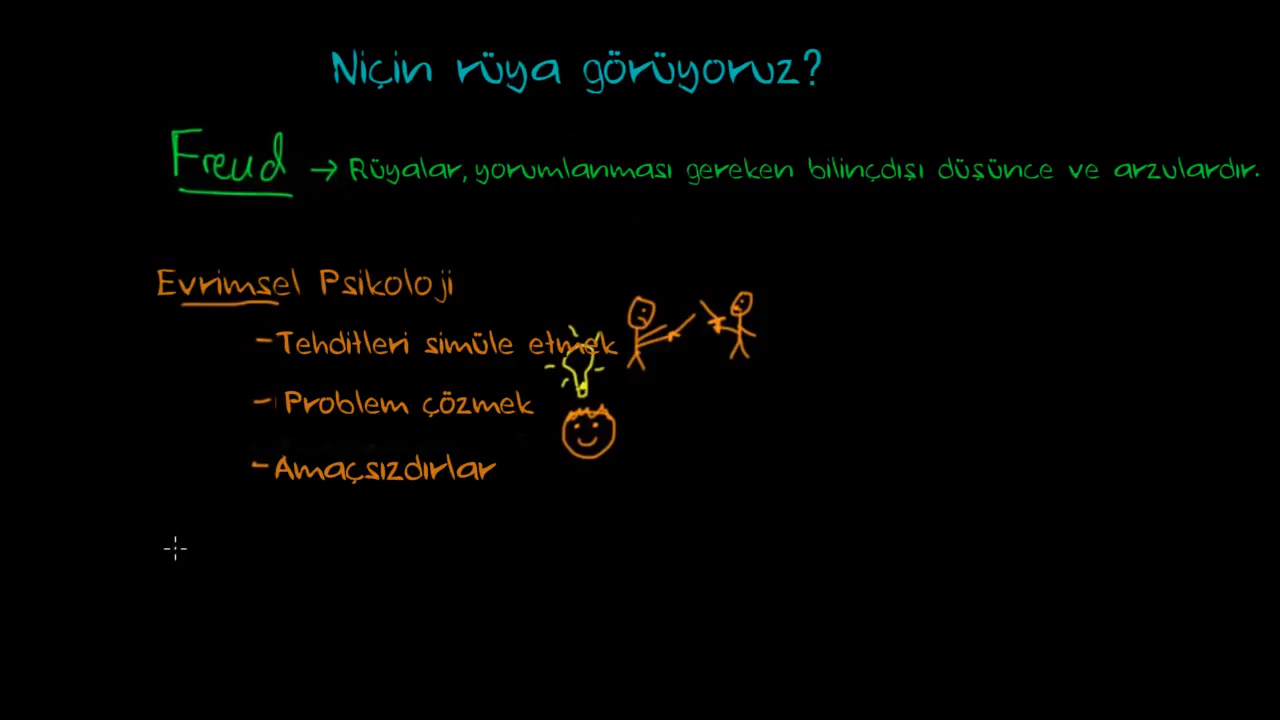 Niçin rüya görüyoruz?
Freud → Rüyalar, yorumlanması gereken bilinçdışı düşünce ve arzulardır.
Evrimsel Psikoloji
- Tehditleri simüle etmek
- Problem çözmek
- Amaçsızdırlar